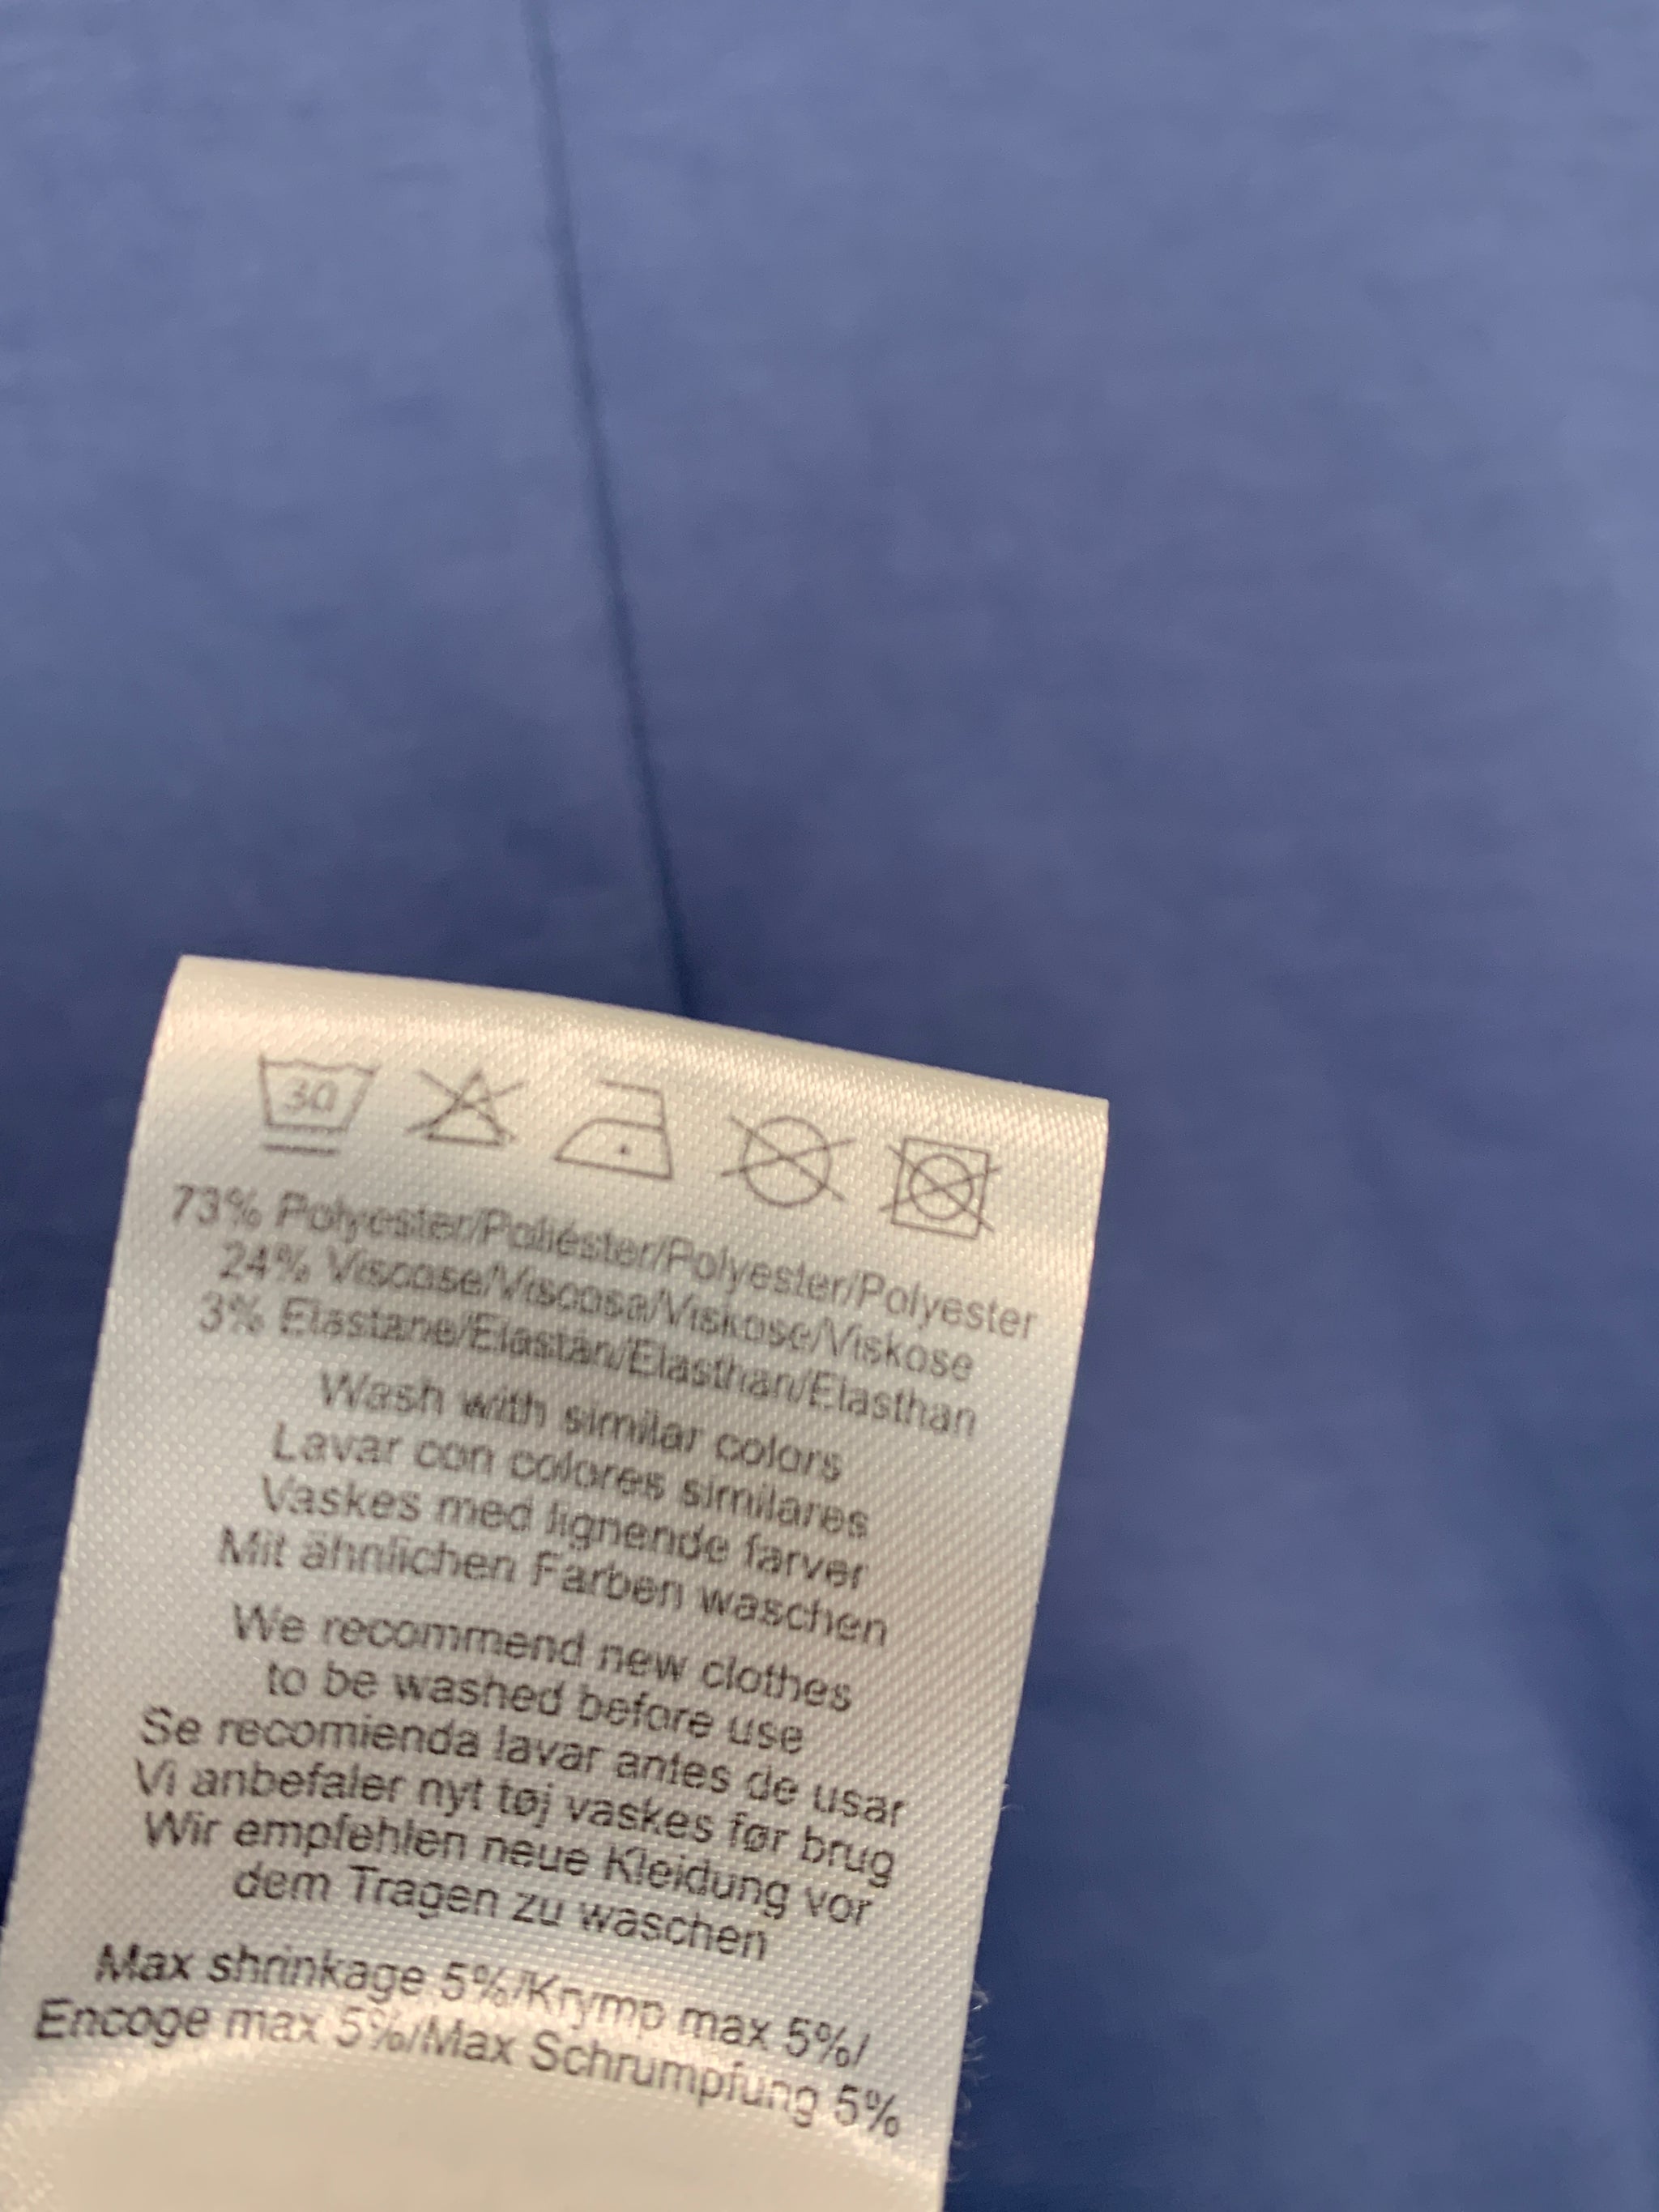 30
73% Polyester/Poliéster/Polyester/Polyester
24% Viscose/Viscosa/Viskose/Viskose
3% Elastane/Elastán/Elasthan/Elasthan
Wash with similar colors
Lavar con colores similares
Vaskes med lignende farver
Mit ähnlichen Farben waschen
We recommend new clothes
to be washed before use
Se recomienda lavar antes de usar
Vi anbefaler nyt tøj vaskes før brug
Wir empfehlen neue Kleidung vor
dem Tragen zu waschen
Max shrinkage 5%/Krymp max 5%/
Encoge max 5%/Max Schrumpfung 5%